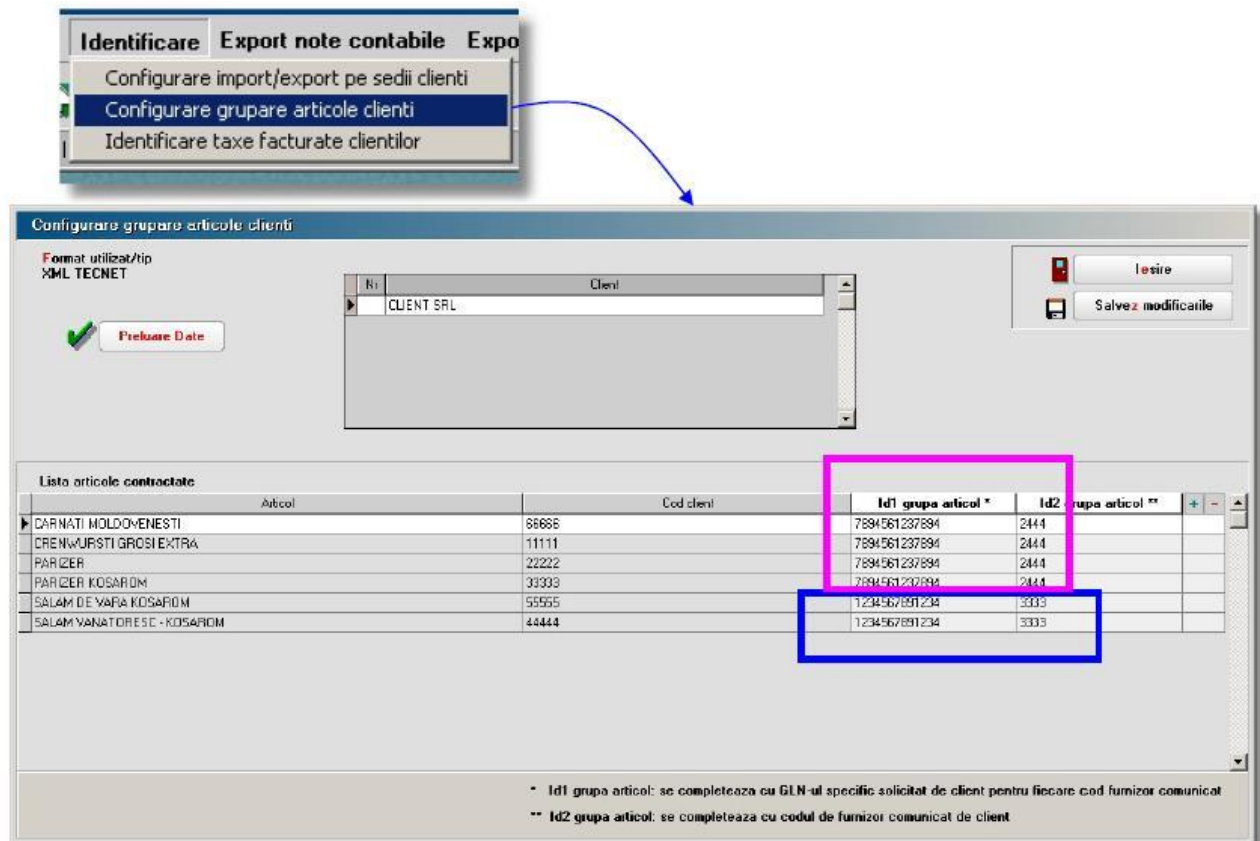 Identificare Export note contabile Expo
Configurare import/export pe sedii clienti
Configurare grupare articole clienti
Identificare taxe facturate clientilor
Configurare grupare articole clienti
Format utilizat/tip
XML TECNET
Preluare Date
Nr Client
CLIENT SRL
Iesire
Salvez modificarile
Lista articole contractate
Articol Cod client Id1 grupa articol * Id2 grupa articol ** + -
CARNATI MOLDOVENESTI 66666 7894561237894 2444
CRENWURSTI GROSI EXTRA 11111 7894561237894 2444
PARIZER 22222 7894561237894 2444
PARIZER KOSAROM 33333 7894561237894 2444
SALAM DE VARA KOSAROM 55555 1234567891234 3333
SALAM VANATORESC - KOSAROM 44444 1234567891234 3333
* Id1 grupa articol: se completeaza cu GLN-ul specific solicitat de client pentru fiecare cod furnizor comunicat
** Id2 grupa articol: se completeaza cu codul de furnizor comunicat de client